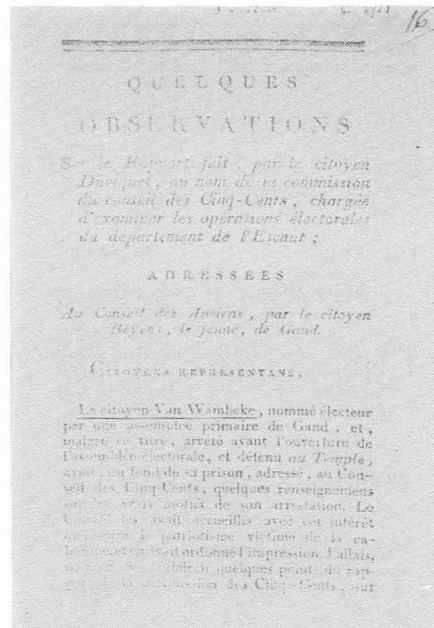 16
QUELQUES
OBSERVATIONS
Sur le Rapport fait, par le citoyen
Duviquet, au nom de la commission
du Conseil des Cinq-Cents, chargée
d'examiner les opérations électorales
du département de l'Escaut ;
ADRESSÉES
Au Conseil des Anciens, par le citoyen
Beyens, le jeune, de Gand.
CITOYENS REPRÉSENTANS,
Le citoyen Van Wambeke, nommé électeur
par une assemblée primaire de Gand, et,
malgré ce titre, arrêté avant l'ouverture de
l'assemblée électorale, et détenu au Temple,
avait, du fond de sa prison, adressé, au Con-
seil des Cinq-Cents, quelques renseignemens
sur les vrais motifs de son arrestation. Le
les avait accueillis avec cet intérêt
le patriotisme victime de la ca-
et avait ordonné l'impression. J'allais,
quelques points du rap-
commission des Cinq-Cents, sur